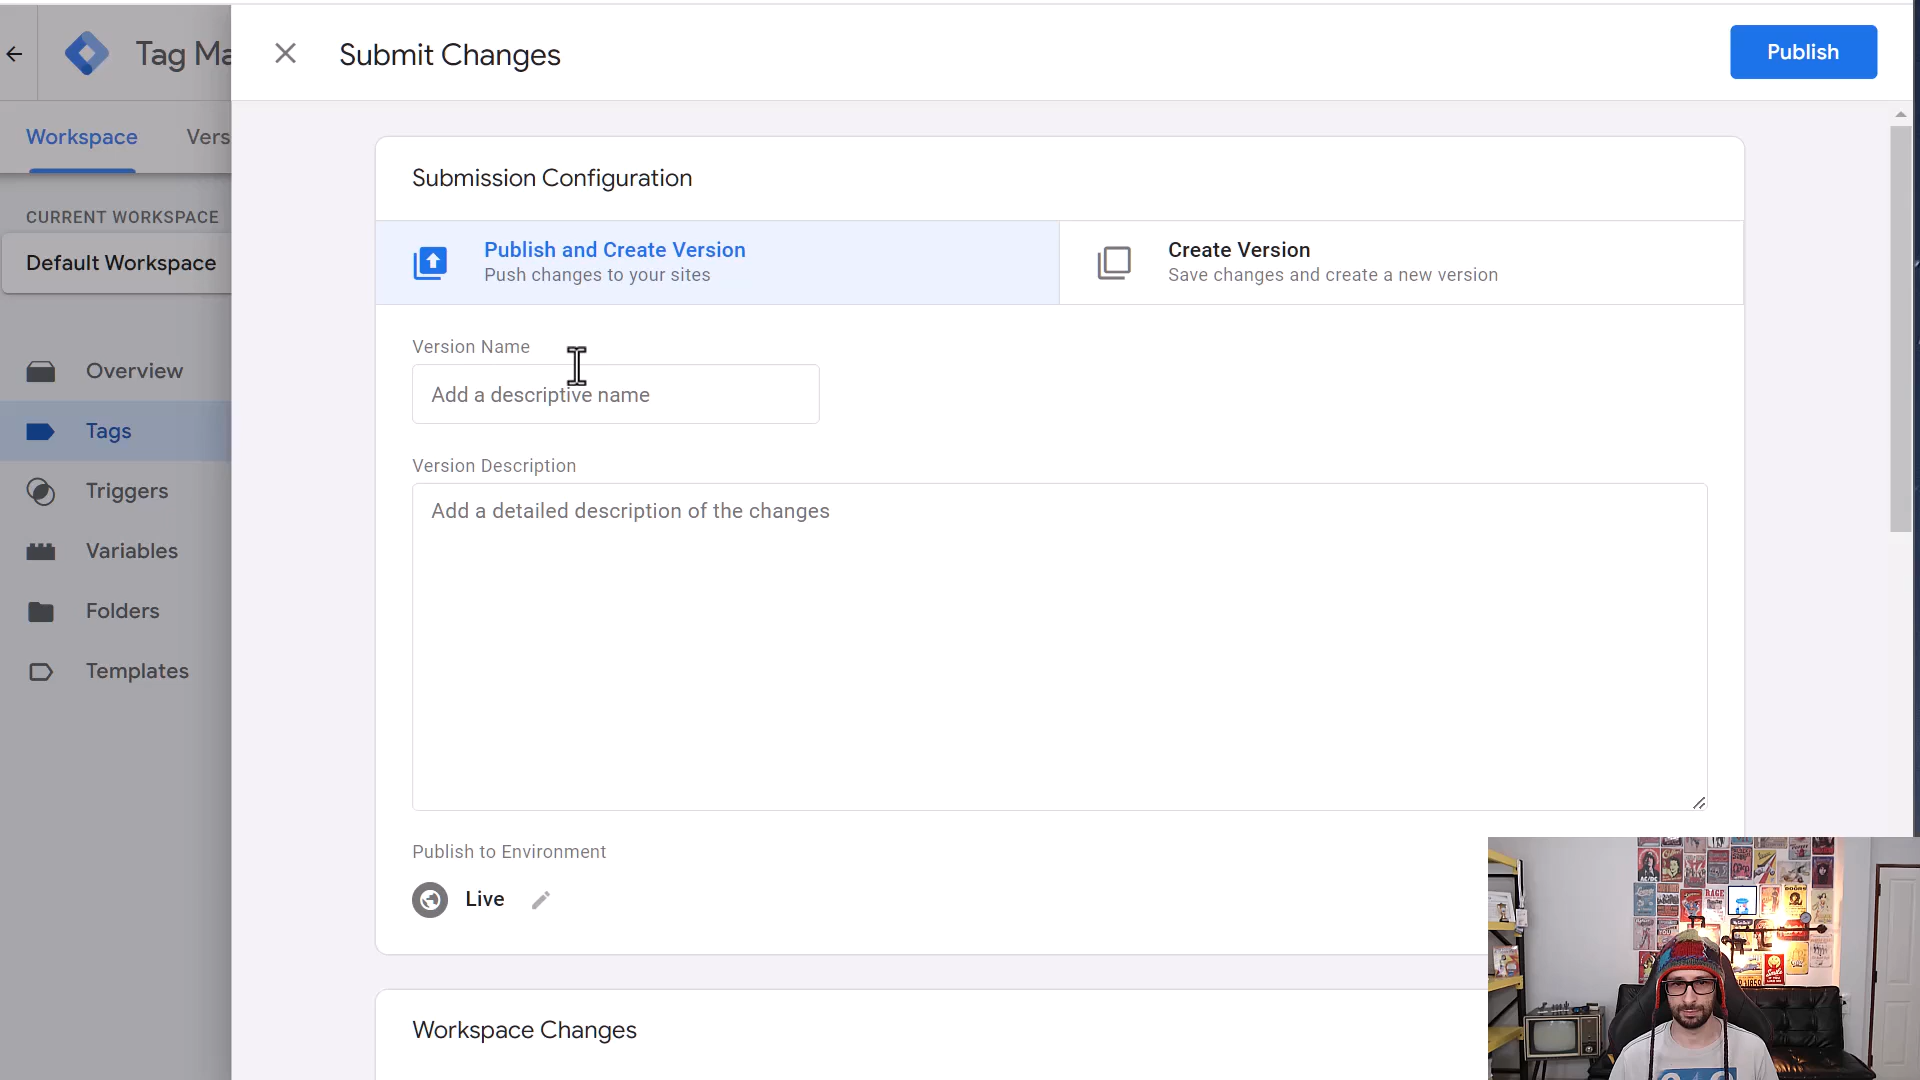 Tag Ma
Submit Changes
Publish
Workspace
Vers
CURRENT WORKSPACE
Default Workspace
Overview
Tags
Triggers
Variables
Folders
Templates
Submission Configuration
Publish and Create Version
Push changes to your sites
Create Version
Save changes and create a new version
Version Name
Add a descriptive name
Version Description
Add a detailed description of the changes
Publish to Environment
Live
Workspace Changes